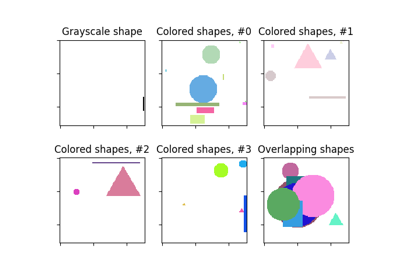 Grayscale shape
Colored shapes, #0
Colored shapes, #1
Colored shapes, #2
Colored shapes, #3
Overlapping shapes